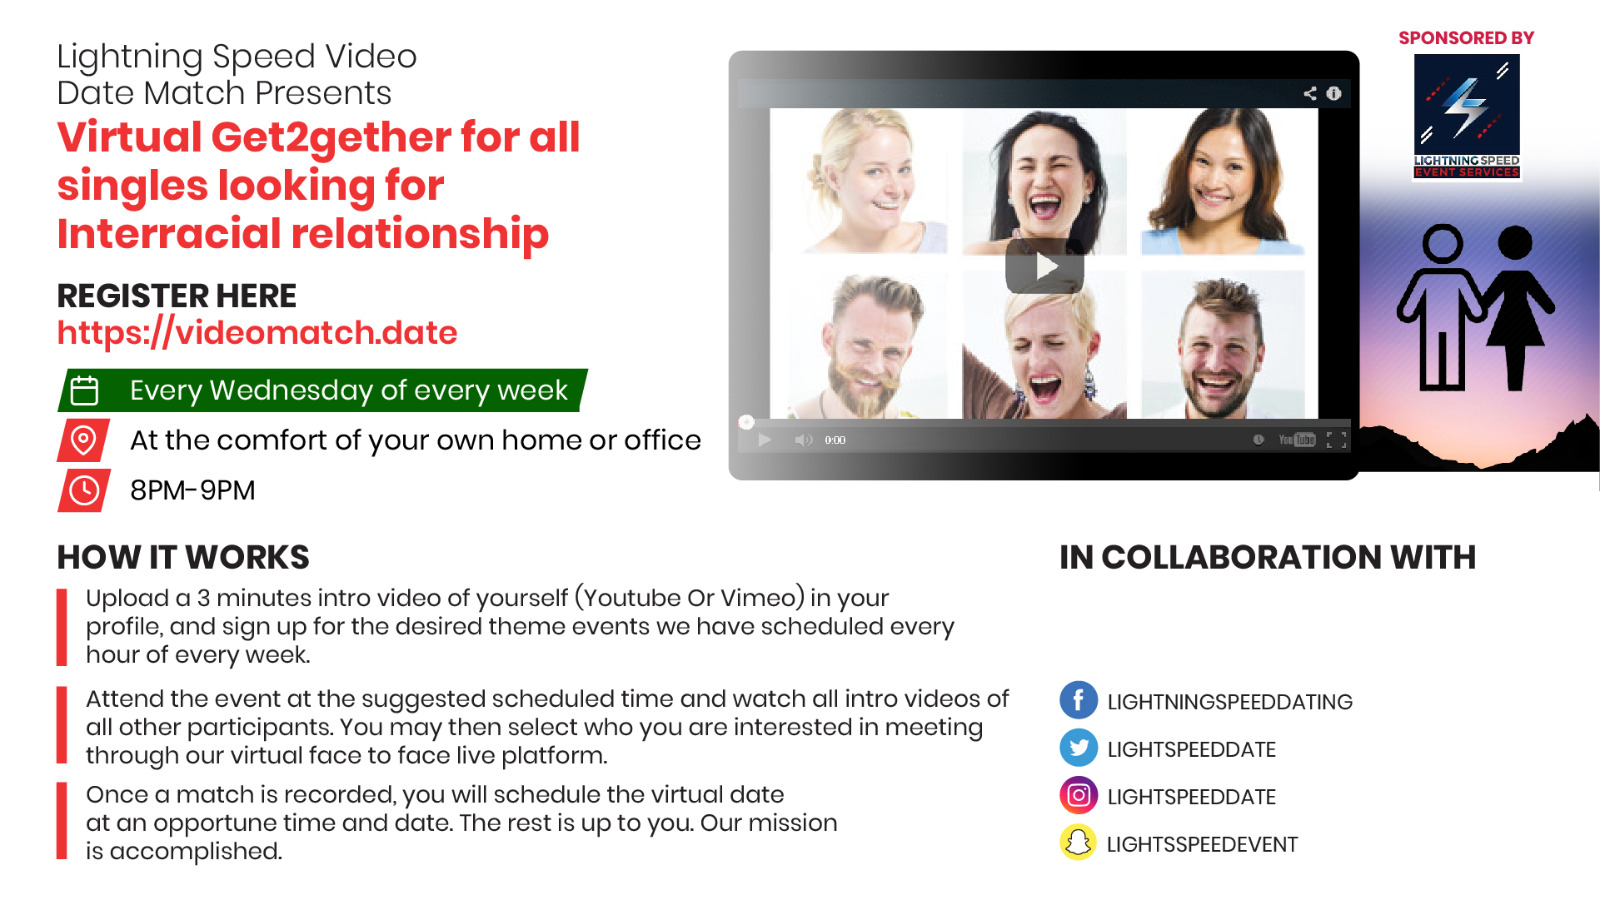 Lightning Speed Video
Date Match Presents
Virtual Get2gether for all
singles looking for
Interracial relationship
REGISTER HERE
https://videomatch.date
Every Wednesday of every week
At the comfort of your own home or office
8PM-9PM
0:00
YouTube
SPONSORED BY
LIGHTNING SPEED
EVENT SERVICES
HOW IT WORKS
Upload a 3 minutes intro video of yourself (Youtube Or Vimeo) in your
profile, and sign up for the desired theme events we have scheduled every
hour of every week.
Attend the event at the suggested scheduled time and watch all intro videos of
all other participants. You may then select who you are interested in meeting
through our virtual face to face live platform.
Once a match is recorded, you will schedule the virtual date
at an opportune time and date. The rest is up to you. Our mission
is accomplished.
IN COLLABORATION WITH
LIGHTNINGSPEEDDATING
LIGHTSPEEDDATE
LIGHTSPEEDDATE
LIGHTSSPEEDEVENT